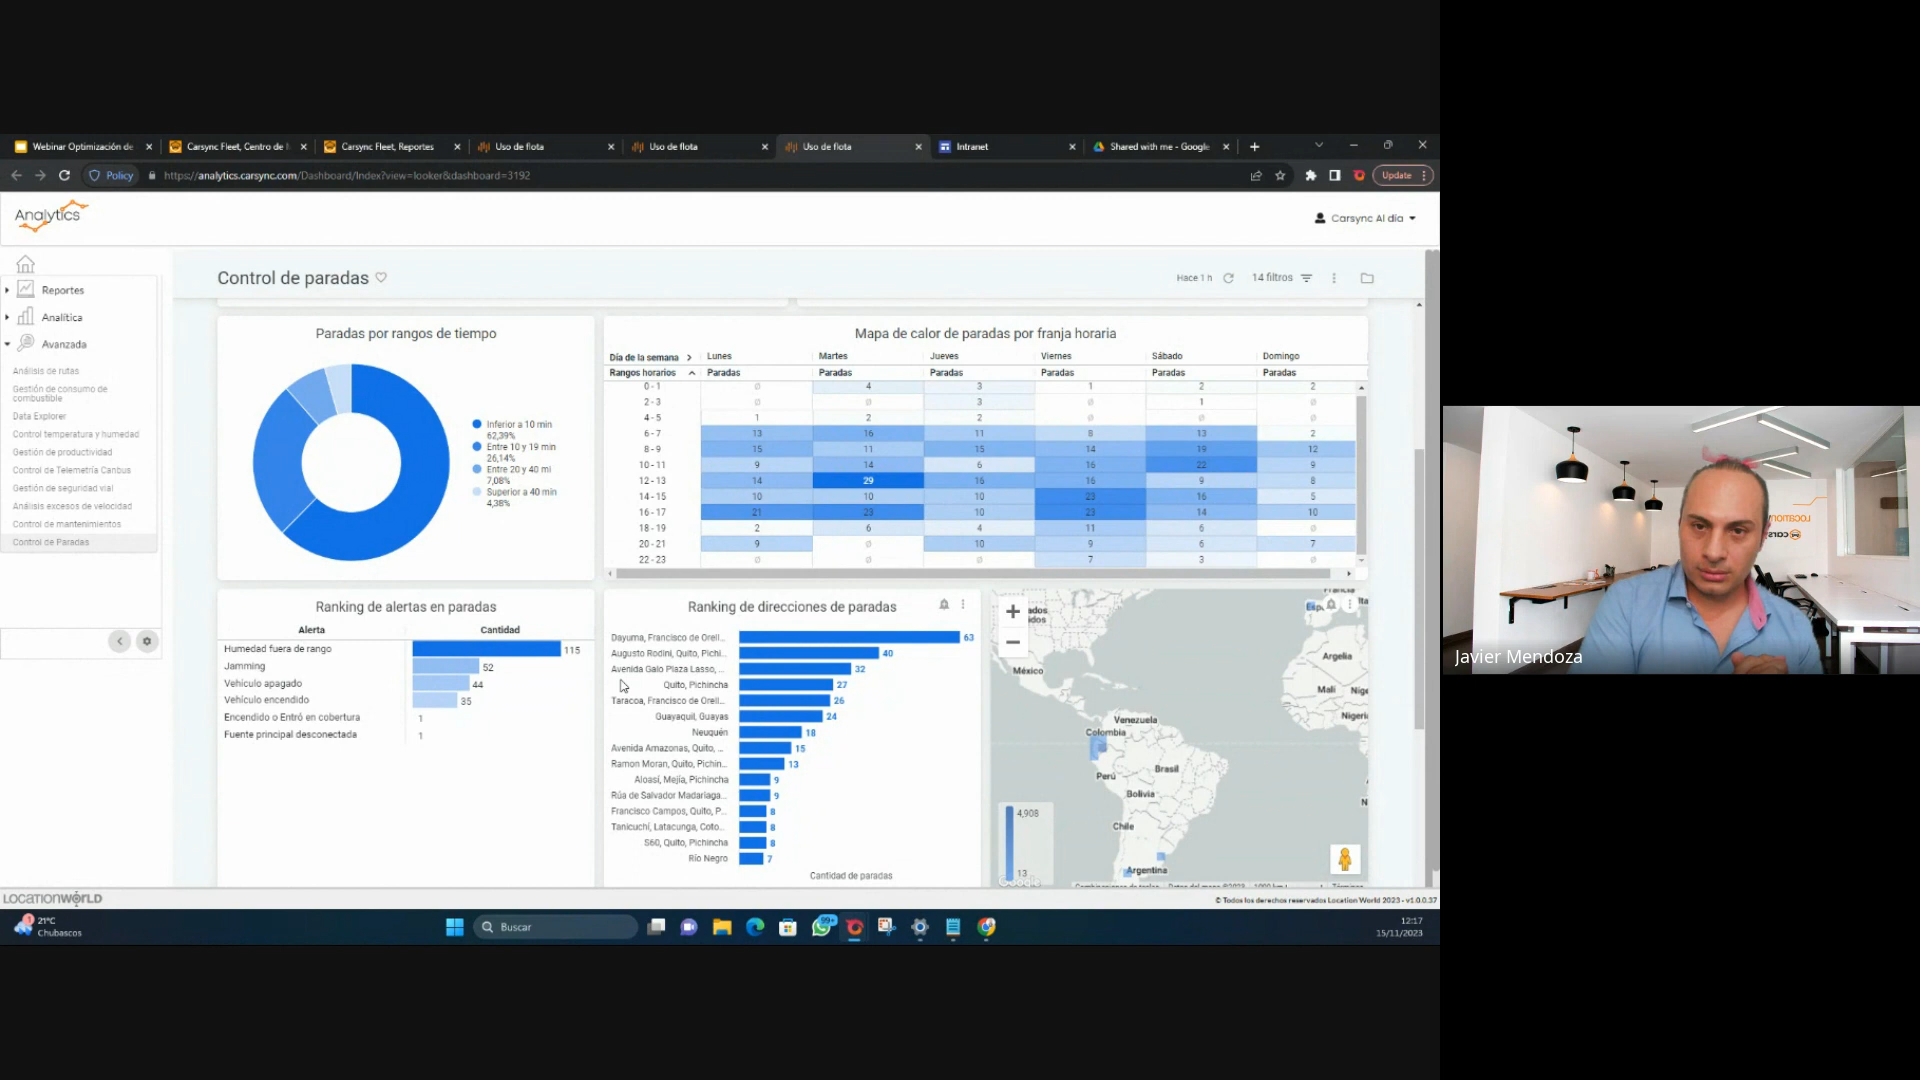 Webinar Optimización de
Carsync Fleet, Centro de
Carsync Fleet, Reportes
Uso de flota
Uso de flota
Uso de flota
Intranet
Shared with me - Google
Policy
https://analytics.carsync.com/Dashboard/Index?view=looker&dashboard=3192
Update
Analytics
Carsync Al día
Reportes
Analítica
Avanzada
Análisis de rutas
Gestión de consumo de
combustible
Data Explorer
Control temperatura y humedad
Gestión de productividad
Control de Telemetría Canbus
Gestión de seguridad vial
Análisis excesos de velocidad
Control de mantenimientos
Control de Paradas
Control de paradas
Hace 1 h
14 filtros
Paradas por rangos de tiempo
Inferior a 10 min
62,39%
Entre 10 y 19 min
26,14%
Entre 20 y 40 mi
7,08%
Superior a 40 min
4,38%
Mapa de calor de paradas por franja horaria
Día de la semana Lunes Martes Jueves Viernes Sábado Domingo
Rangos horarios Paradas Paradas Paradas Paradas Paradas Paradas
0 - 1 ∅ 4 3 1 2 2
2 - 3 ∅ ∅ 3 ∅ 1 ∅
4 - 5 1 2 2 ∅ ∅ ∅
6 - 7 13 16 11 8 13 2
8 - 9 15 11 15 14 19 12
10 - 11 9 14 6 16 22 9
12 - 13 14 29 16 16 9 8
14 - 15 10 10 10 23 16 5
16 - 17 21 23 10 23 14 10
18 - 19 2 6 4 11 6 ∅
20 - 21 9 ∅ 10 9 6 7
22 - 23 ∅ ∅ ∅ 7 3 ∅
Ranking de alertas en paradas
Alerta Cantidad
Humedad fuera de rango 115
Jamming 52
Vehículo apagado 44
Vehículo encendido 35
Encendido o Entró en cobertura 1
Fuente principal desconectada 1
Ranking de direcciones de paradas
Dayuma, Francisco de Orell... 63
Augusto Rodini, Quito, Pichi... 40
Avenida Galo Plaza Lasso, ... 32
Quito, Pichincha 27
Taracoa, Francisco de Orell... 26
Guayaquil, Guayas 24
Neuquén 18
Avenida Amazonas, Quito, ... 15
Ramon Moran, Quito, Pichin... 13
Aloasí, Mejía, Pichincha 9
Rúa de Salvador Madariaga... 9
Francisco Campos, Quito, P... 8
Tanicuchí, Latacunga, Coto... 8
S60, Quito, Pichincha 8
Río Negro 7
Cantidad de paradas
ados
idos
México
Venezuela
Colombia
Perú
Brasil
Bolivia
Chile
Argentina
Francia
Esp
Ita
Argelia
Malí
Níge
Nigeri
N
4,908
13
Google
LOCATIONWORLD
© Todos los derechos reservados Location World 2023 - v1.0.0.37
21°C
Chubascos
Buscar
99+
12:17
15/11/2023
Javier Mendoza